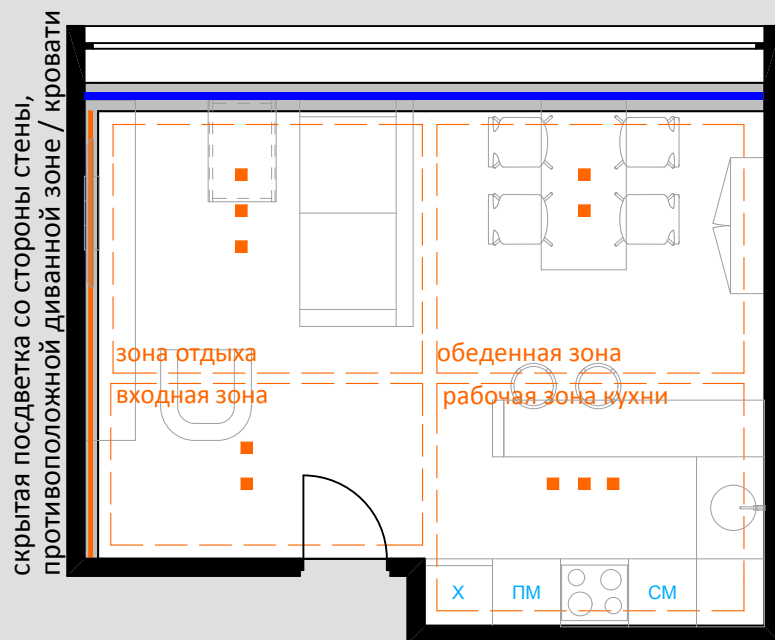 скрытая посдветка со стороны стены,
противоположной диванной зоне / кровати
зона отдыха
обеденная зона
входная зона
рабочая зона кухни
Х
ПМ
СМ